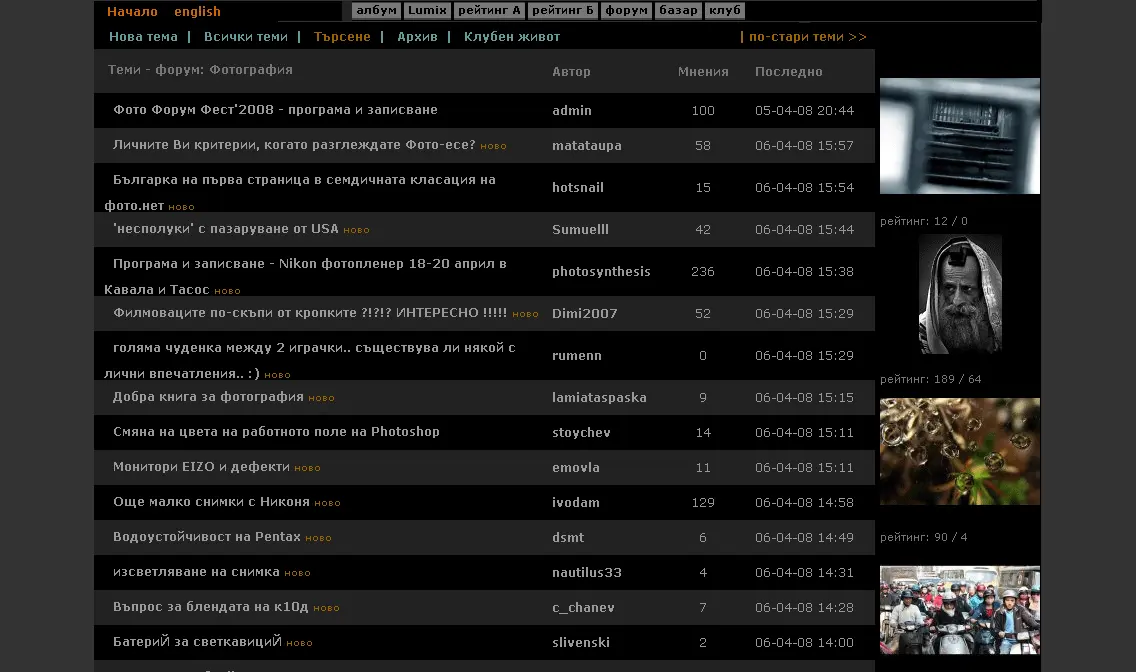 Начало english албум Lumix рейтинг А рейтинг Б форум базар клуб
Нова тема | Всички теми | Търсене | Архив | Клубен живот | по-стари теми >>
Теми - форум: Фотография Автор Мнения Последно
Фото Форум Фест'2008 - програма и записване admin 100 05-04-08 20:44
Личните Ви критерии, когато разглеждате Фото-есе? ново matataupa 58 06-04-08 15:57
Българка на първа страница в семдичната класация на
фото.нет ново hotsnail 15 06-04-08 15:54
'несполуки' с пазаруване от USA ново Sumuelll 42 06-04-08 15:44
рейтинг: 12 / 0
Програма и записване - Nikon фотопленер 18-20 април в
Кавала и Тасос ново photosynthesis 236 06-04-08 15:38
Филмоваците по-скъпи от кропките ?!?!? ИНТЕРЕСНО !!!!! ново Dimi2007 52 06-04-08 15:29
голяма чуденка между 2 играчки.. съществува ли някой с
лични впечатления.. :) ново rumenn 0 06-04-08 15:29
рейтинг: 189 / 64
Добра книга за фотография ново lamiataspaska 9 06-04-08 15:15
Смяна на цвета на работното поле на Photoshop stoychev 14 06-04-08 15:11
Монитори EIZO и дефекти ново emovla 11 06-04-08 15:11
Още малко снимки с Никоня ново ivodam 129 06-04-08 14:58
Водоустойчивост на Pentax ново dsmt 6 06-04-08 14:49
рейтинг: 90 / 4
изсветляване на снимка ново nautilus33 4 06-04-08 14:31
Въпрос за блендата на к10д ново c_chanev 7 06-04-08 14:28
БатериЙ за светкавициЙ ново slivenski 2 06-04-08 14:00